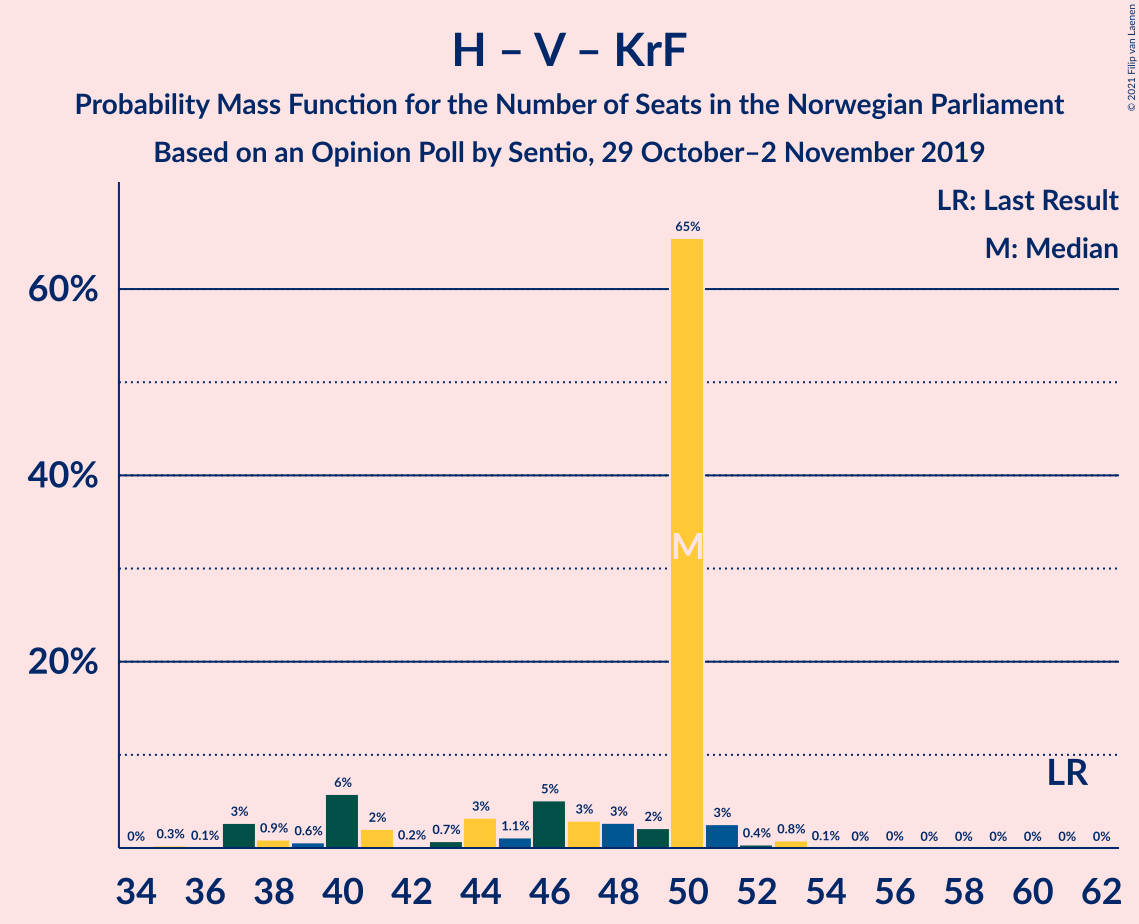 H – V – KrF
Probability Mass Function for the Number of Seats in the Norwegian Parliament
Based on an Opinion Poll by Sentio, 29 October–2 November 2019
© 2021 Filip van Laenen
LR: Last Result
M: Median
65%
60%
40%
M
20%
LR
6%
5%
3%
3%
3%
3%
3%
2%
2%
0% 0.3% 0.1% 0.9% 0.6% 0.2% 0.7% 1.1% 0.4% 0.8% 0.1% 0% 0% 0% 0% 0% 0% 0% 0%
34 36 38 40 42 44 46 48 50 52 54 56 58 60 62